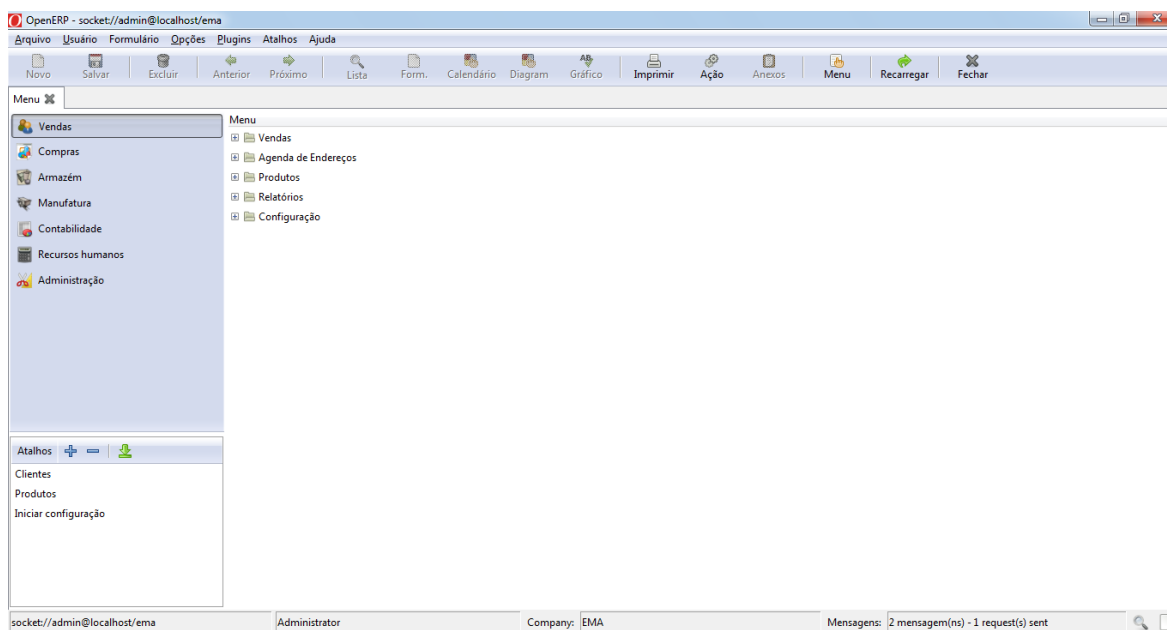 OpenERP - socket://admin@localhost/ema
Arquivo Usuário Formulário Opções Plugins Atalhos Ajuda
Novo Salvar Excluir Anterior Próximo Lista Form. Calendário Diagram Gráfico Imprimir Ação Anexos Menu Recarregar Fechar
Menu
Vendas
Compras
Armazém
Manufatura
Contabilidade
Recursos humanos
Administração
Menu
Vendas
Agenda de Endereços
Produtos
Relatórios
Configuração
Atalhos
Clientes
Produtos
Iniciar configuração
socket://admin@localhost/ema Administrator Company: EMA Mensagens: 2 mensagem(ns) - 1 request(s) sent